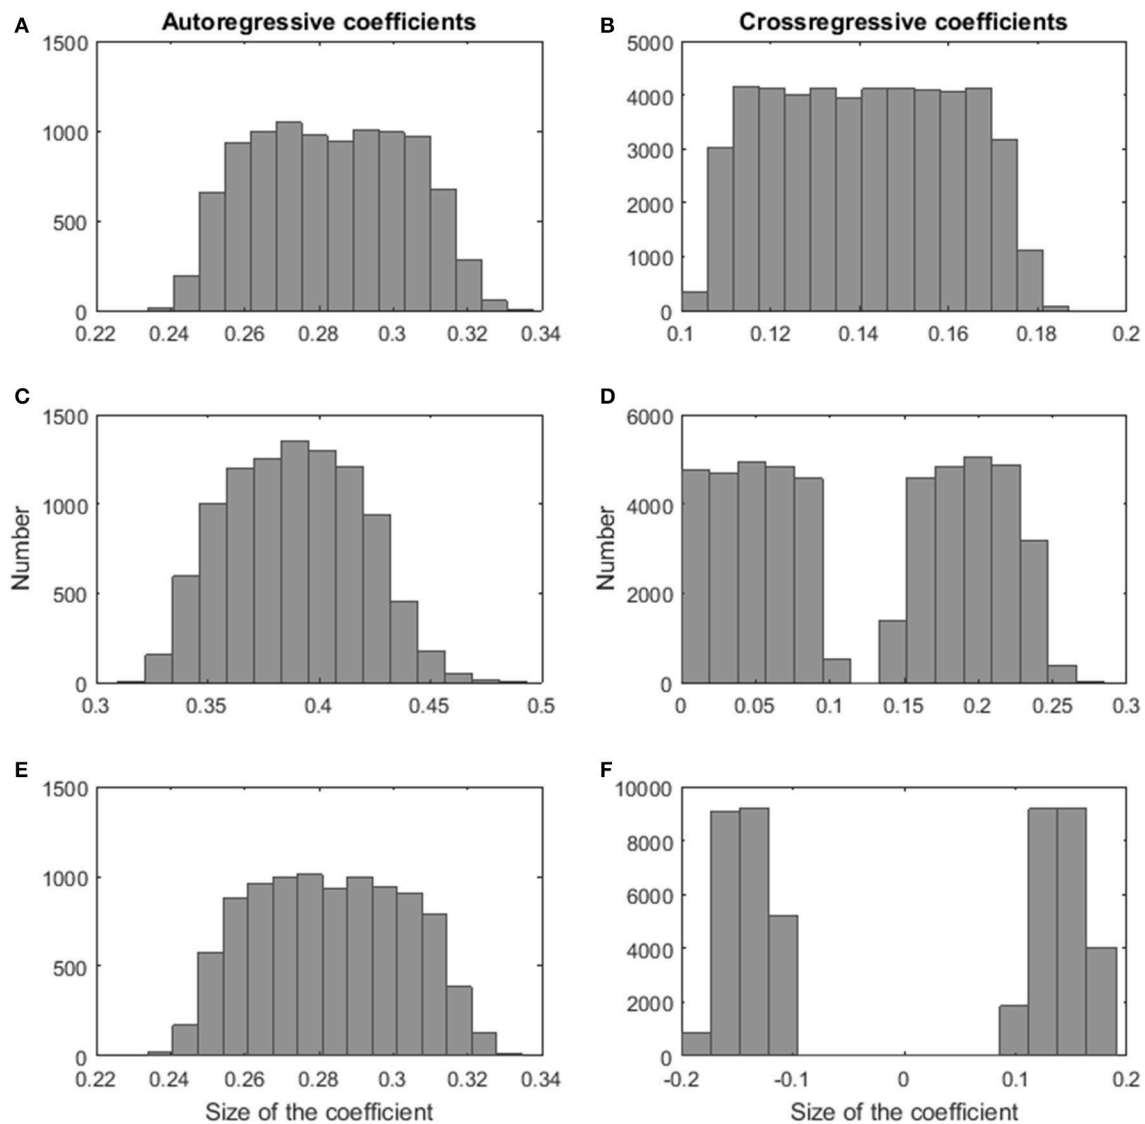 A Autoregressive coefficients
B Crossregressive coefficients
1500
1000
500
0
0.22 0.24 0.26 0.28 0.3 0.32 0.34
5000
4000
3000
2000
1000
0
0.1 0.12 0.14 0.16 0.18 0.2
C
1500
1000
500
0
Number
0.3 0.35 0.4 0.45 0.5
D
6000
4000
2000
0
Number
0 0.05 0.1 0.15 0.2 0.25 0.3
E
1500
1000
500
0
0.22 0.24 0.26 0.28 0.3 0.32 0.34
Size of the coefficient
F
10000
8000
6000
4000
2000
0
-0.2 -0.1 0 0.1 0.2
Size of the coefficient